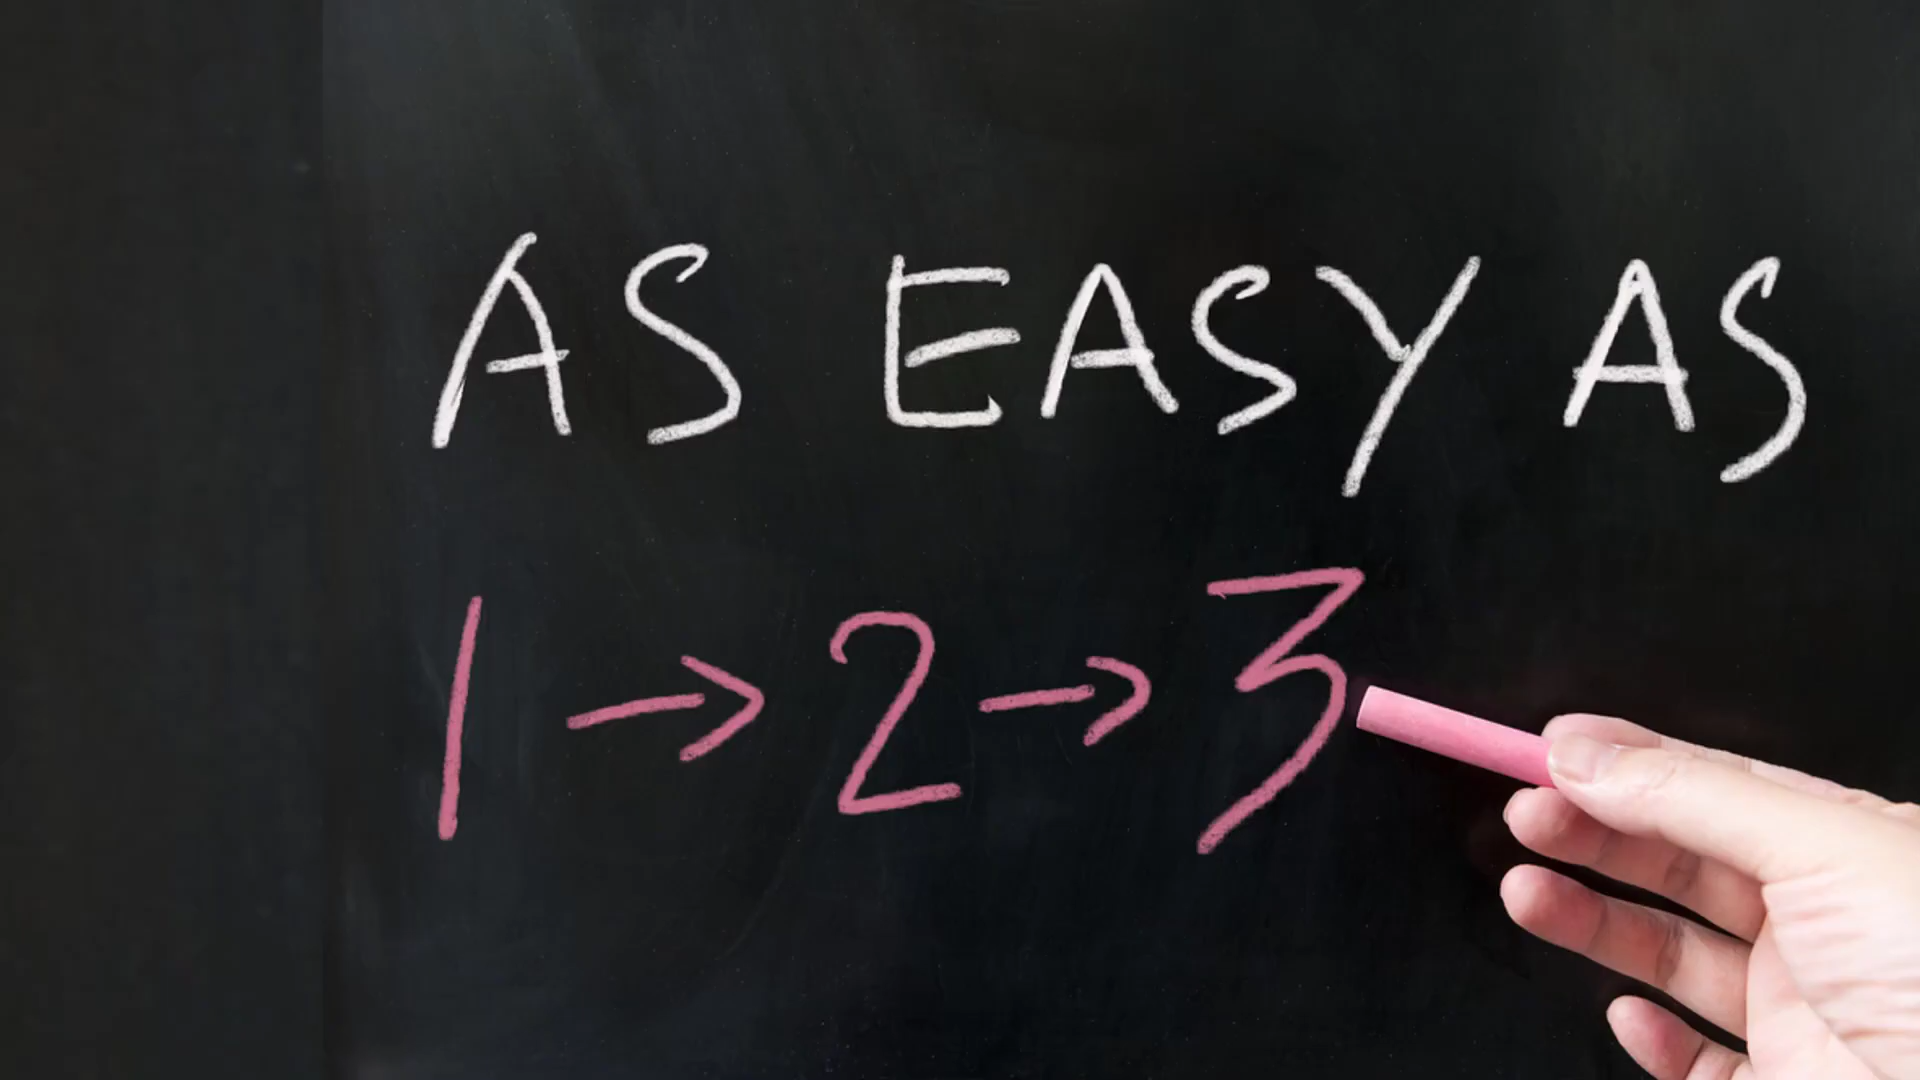 AS EASY AS
1 → 2 → 3